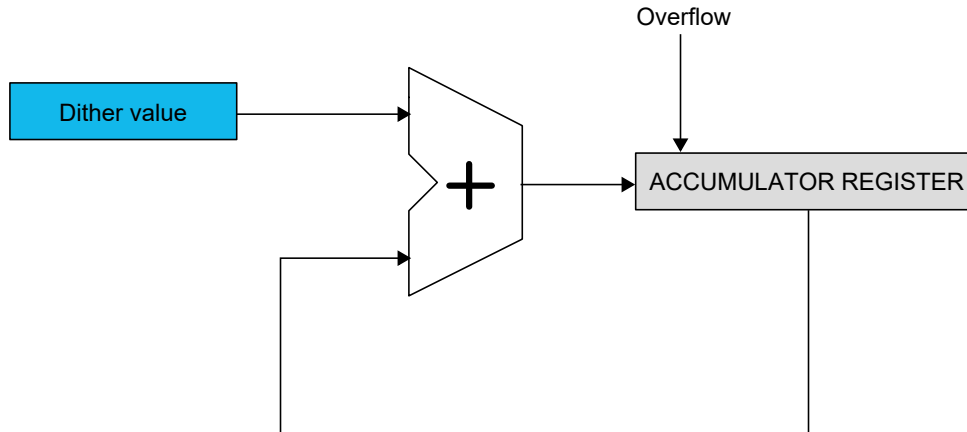 Overflow
Dither value
+
ACCUMULATOR REGISTER